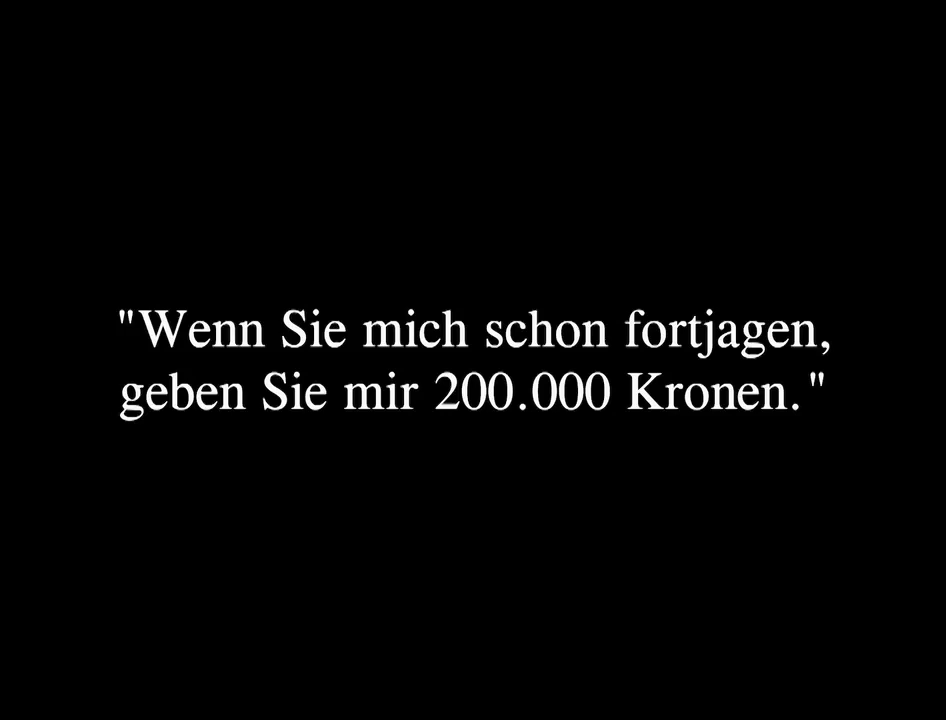 "Wenn Sie mich schon fortjagen,
geben Sie mir 200.000 Kronen."